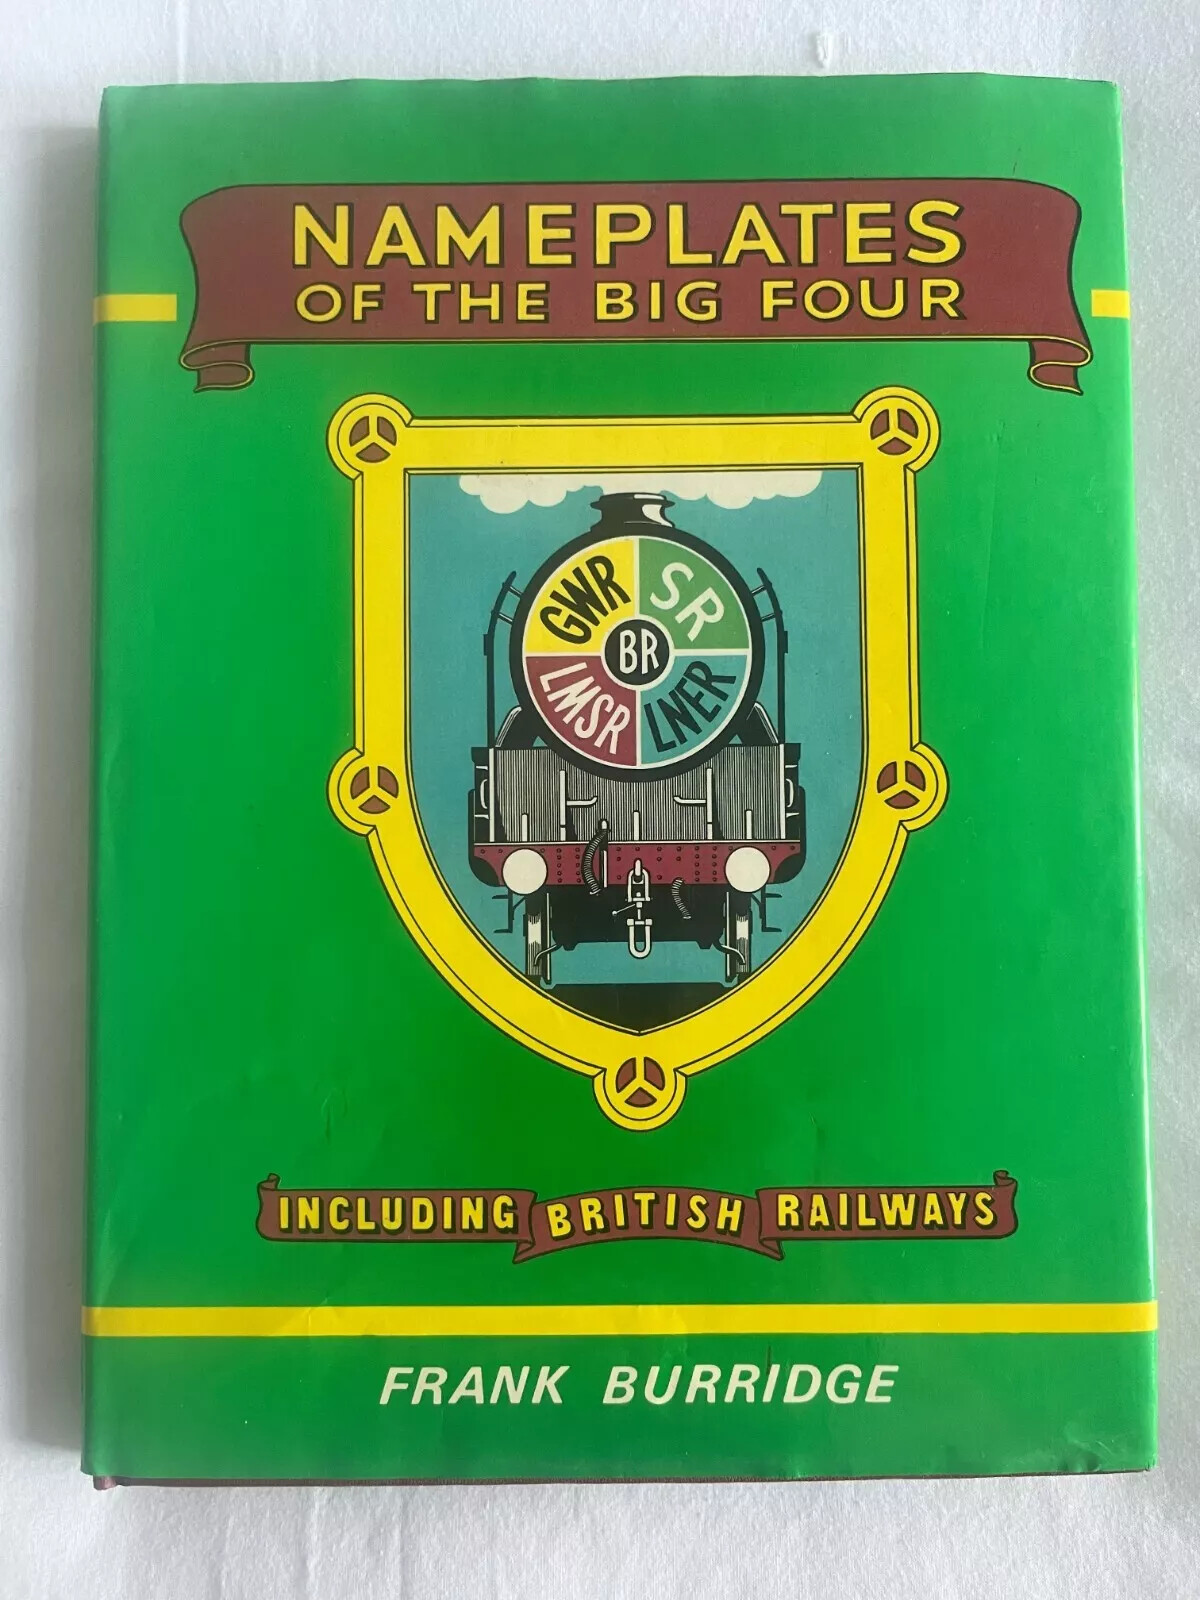 NAMEPLATES
OF THE BIG FOUR
GWR
SR
BR
LMSR
LNER
INCLUDING BRITISH RAILWAYS
FRANK BURRIDGE